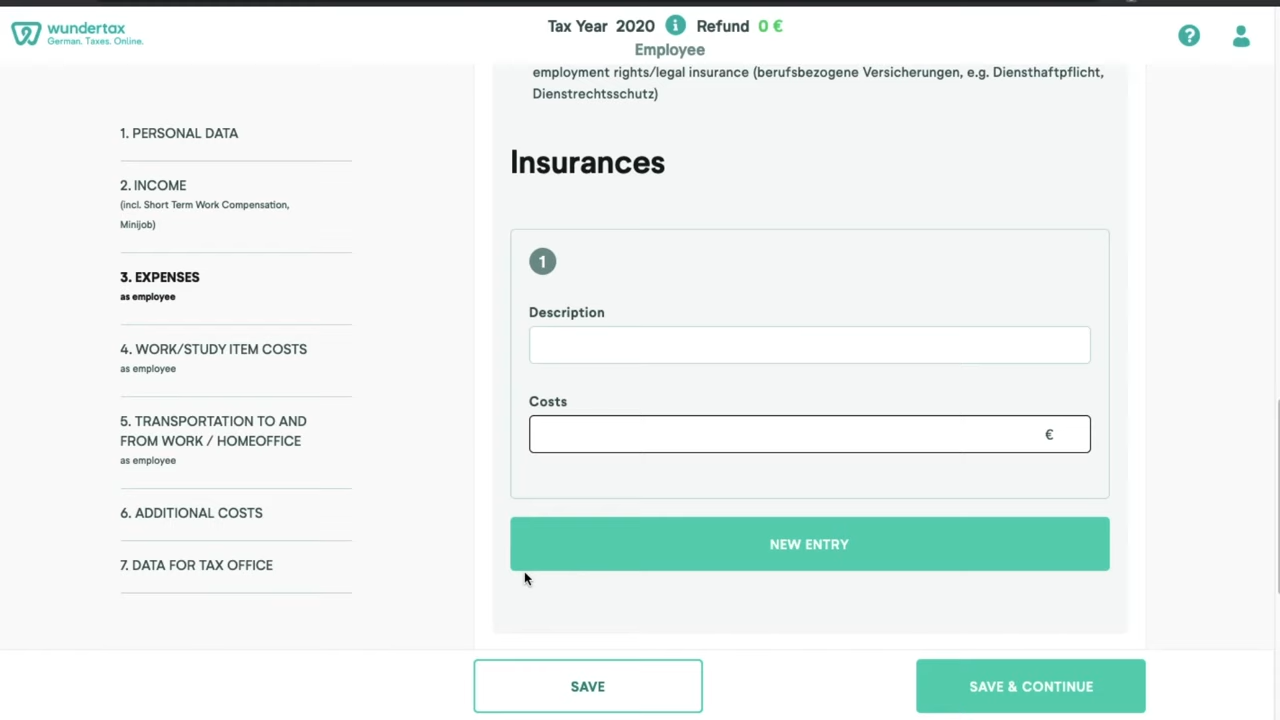 wundertax
German. Taxes. Online.
Tax Year 2020 i Refund 0 €
Employee
?
1. PERSONAL DATA
2. INCOME
(incl. Short Term Work Compensation,
Minijob)
3. EXPENSES
as employee
4. WORK/STUDY ITEM COSTS
as employee
5. TRANSPORTATION TO AND
FROM WORK / HOMEOFFICE
as employee
6. ADDITIONAL COSTS
7. DATA FOR TAX OFFICE
employment rights/legal insurance (berufsbezogene Versicherungen, e.g. Diensthaftpflicht,
Dienstrechtsschutz)
Insurances
1
Description
Costs
€
NEW ENTRY
SAVE
SAVE & CONTINUE